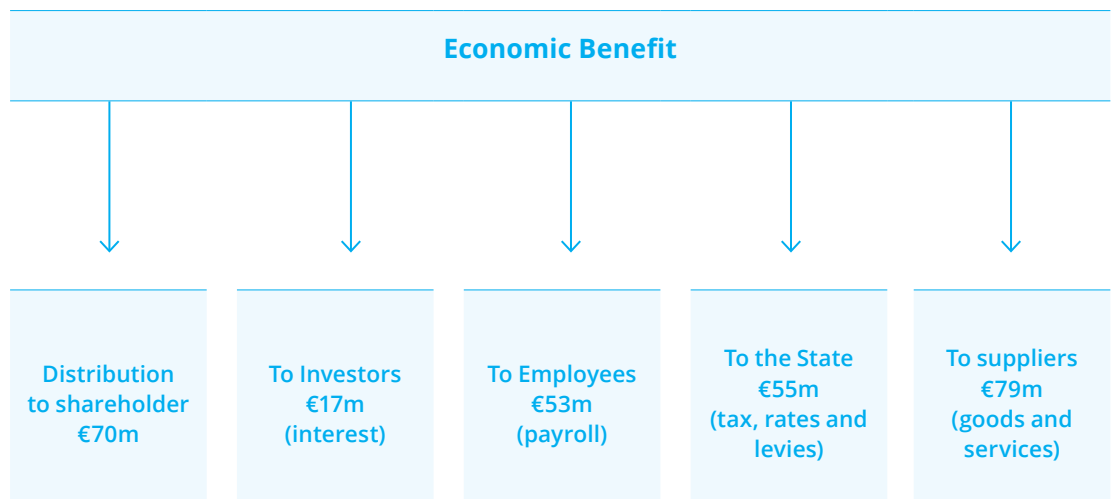 Economic Benefit
Distribution
to shareholder
€70m
To Investors
€17m
(interest)
To Employees
€53m
(payroll)
To the State
€55m
(tax, rates and
levies)
To suppliers
€79m
(goods and
services)